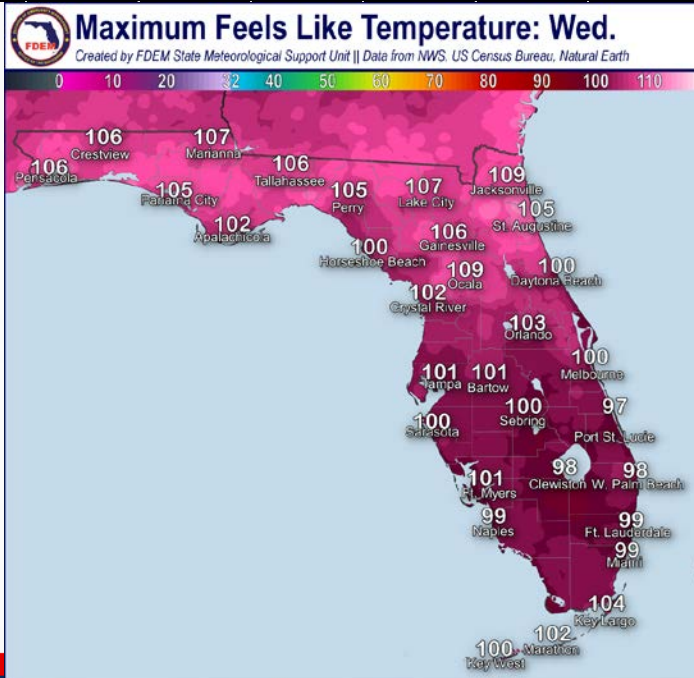 Maximum Feels Like Temperature: Wed.
Created by FDEM State Meteorological Support Unit || Data from NWS. US Census Bureau, Natural Earth
FDEM
0 10 20 32 40 50 60 70 80 90 100 110
106
Crestview
107
Marianna
106
Pensacola
106
Tallahassee
109
Jacksonville
105
Panama City
105
Perry
107
Lake City
105
St. Augustine
102
Apalachicola
106
Gainesville
100
Horseshoe Beach
109
Ocala
100
Daytona Beach
102
Crystal River
103
Orlando
100
Melbourne
101
Tampa
101
Bartow
100
Sarasota
100
Sebring
97
Port St. Lucie
101
Ft. Myers
98
Clewiston
98
W. Palm Beach
99
Naples
99
Ft. Lauderdale
99
Miami
104
Key Largo
102
Marathon
100
Key West